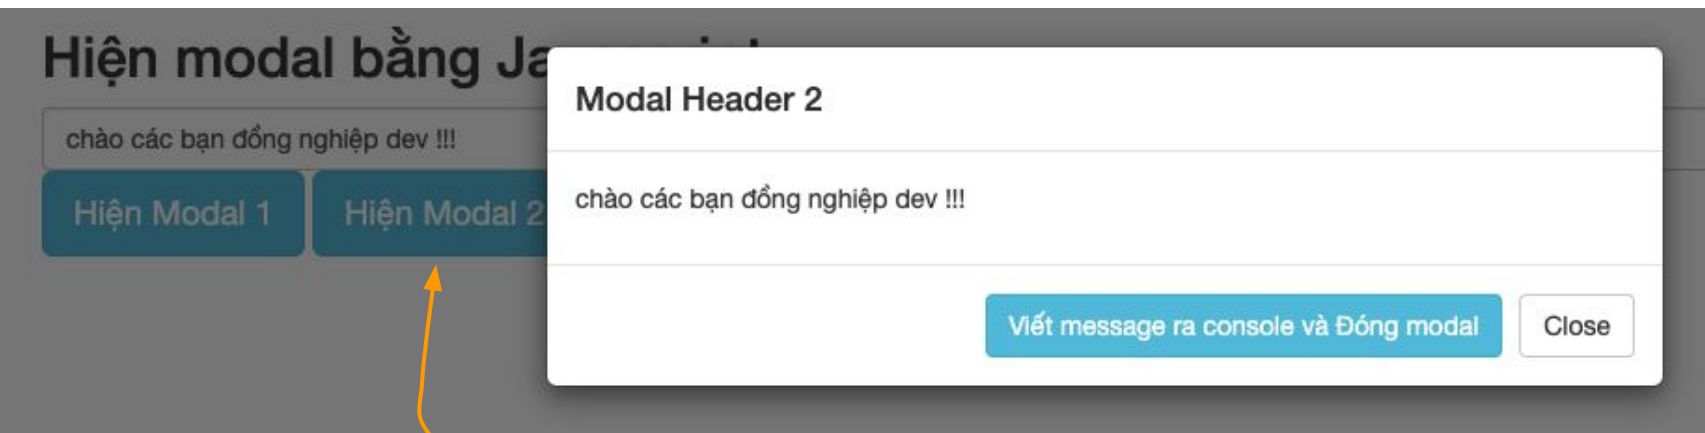 Hiện modal bằng
chào các bạn đồng nghiệp dev !!!
Hiện Modal 1
Hiện Modal 2
Modal Header 2
chào các bạn đồng nghiệp dev !!!
Viết message ra console và Đóng modal
Close